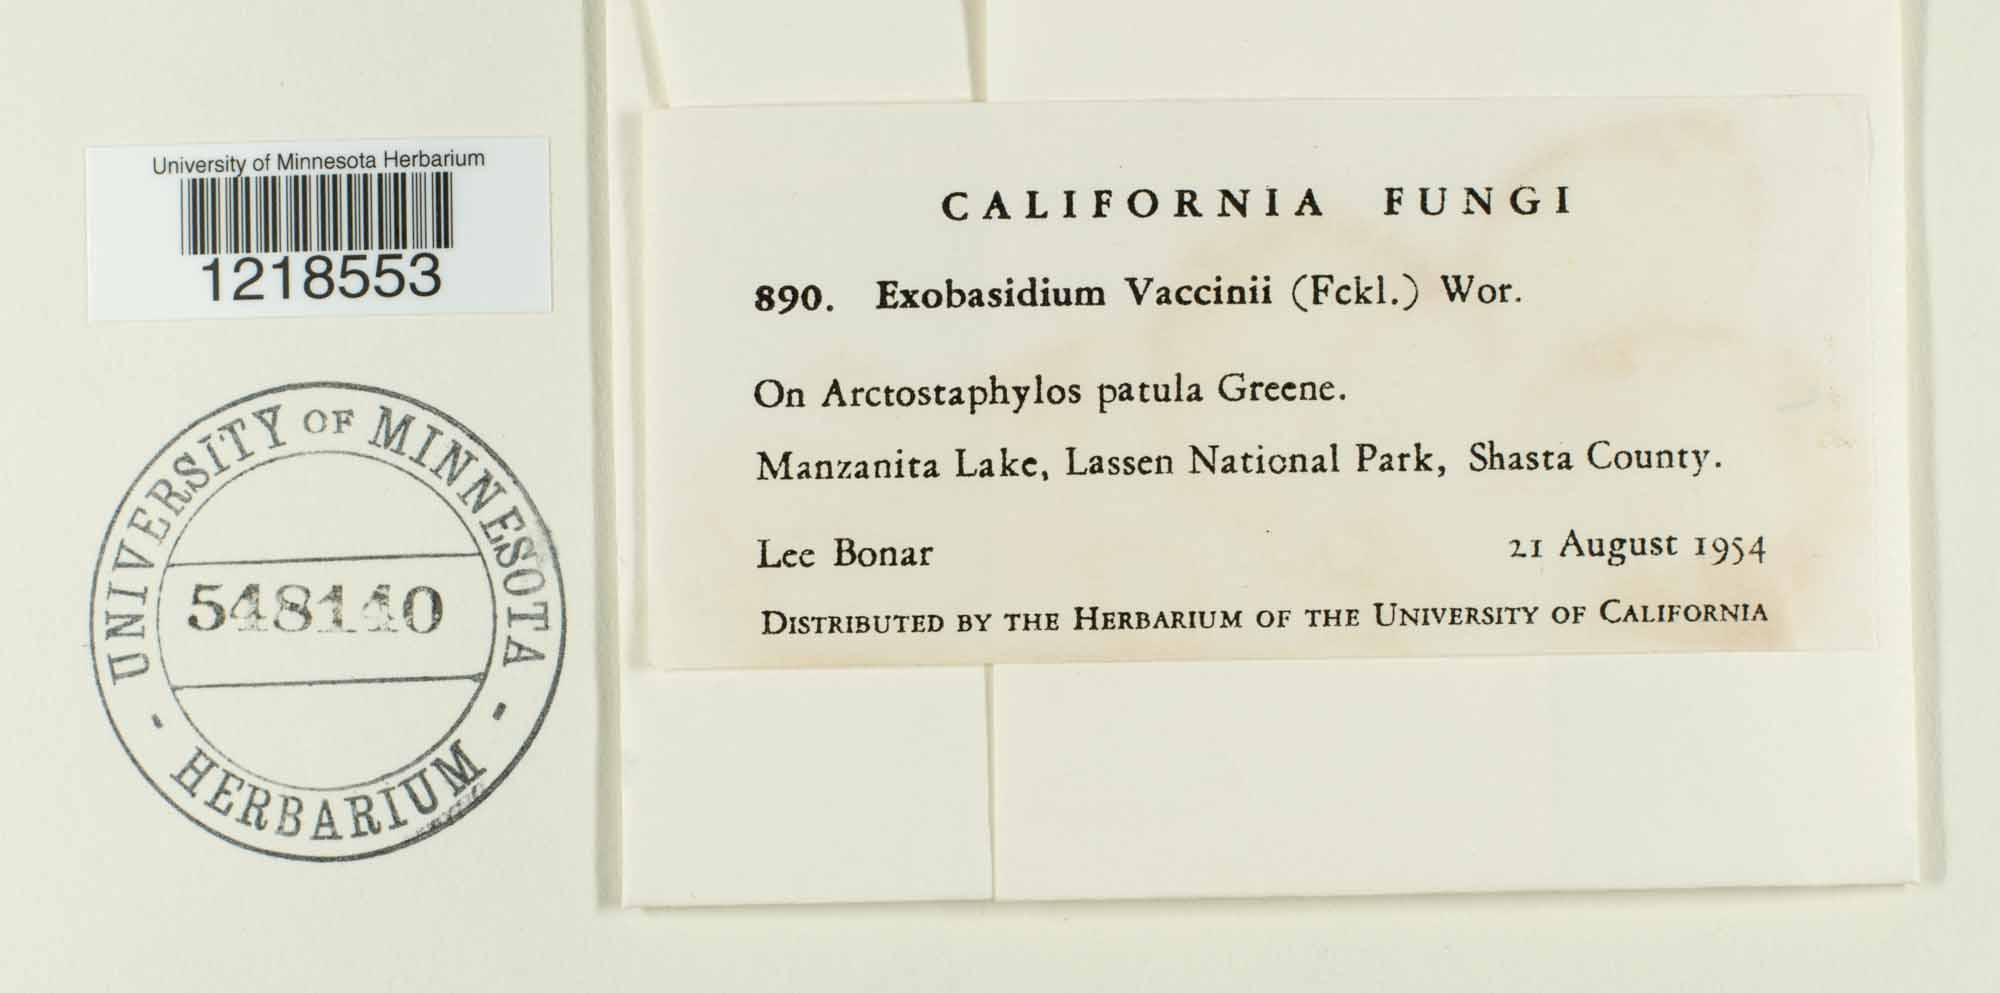 University of Minnesota Herbarium
1218553
UNIVERSITY OF MINNESOTA
548140
- HERBARIUM -
CALIFORNIA FUNGI
890. Exobasidium Vaccinii (Fckl.) Wor.
On Arctostaphylos patula Greene.
Manzanita Lake, Lassen National Park, Shasta County.
Lee Bonar 21 August 1954
DISTRIBUTED BY THE HERBARIUM OF THE UNIVERSITY OF CALIFORNIA